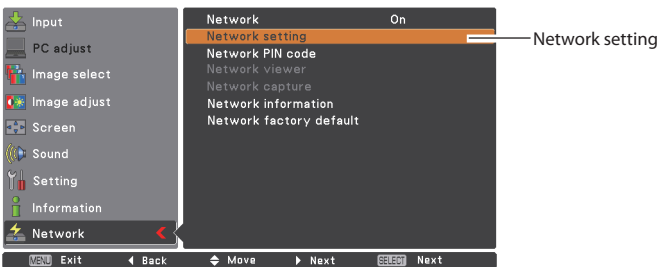 Input
PC adjust
Image select
Image adjust
Screen
Sound
Setting
Information
Network
Network On
Network setting
Network PIN code
Network viewer
Network capture
Network information
Network factory default
Network setting
MENU Exit Back Move Next SELECT Next